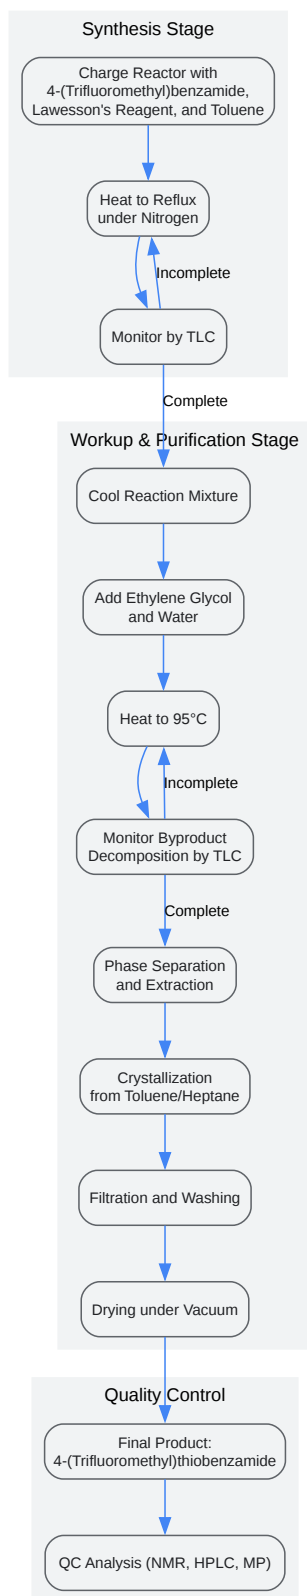 Synthesis Stage
Charge Reactor with
4-(Trifluoromethyl)benzamide,
Lawesson's Reagent, and Toluene
Heat to Reflux
under Nitrogen
Incomplete
Monitor by TLC
Complete
Workup & Purification Stage
Cool Reaction Mixture
Add Ethylene Glycol
and Water
Heat to 95°C
Incomplete
Monitor Byproduct
Decomposition by TLC
Complete
Phase Separation
and Extraction
Crystallization
from Toluene/Heptane
Filtration and Washing
Drying under Vacuum
Quality Control
Final Product:
4-(Trifluoromethyl)thiobenzamide
QC Analysis (NMR, HPLC, MP)